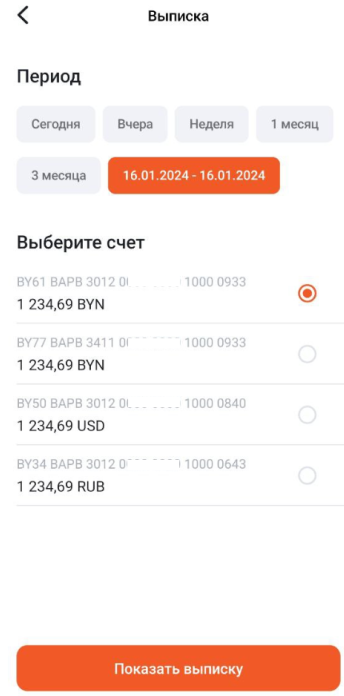 Выписка
Период
Сегодня Вчера Неделя 1 месяц
3 месяца 16.01.2024 - 16.01.2024
Выберите счет
BY61 BAPB 3012 1000 0933
1 234,69 BYN
BY77 BAPB 3411 1000 0933
1 234,69 BYN
BY50 BAPB 3012 1000 0840
1 234,69 USD
BY34 BAPB 3012 1000 0643
1 234,69 RUB
Показать выписку